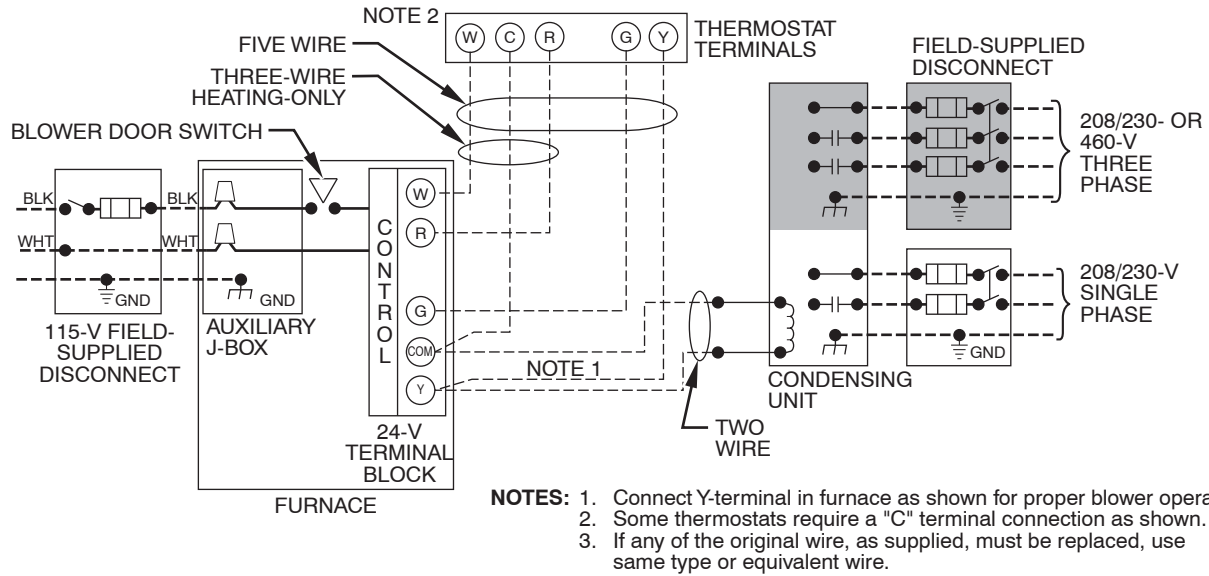 NOTE 2
W C R G Y
THERMOSTAT
TERMINALS
FIVE WIRE
THREE-WIRE
HEATING-ONLY
BLOWER DOOR SWITCH
FIELD-SUPPLIED
DISCONNECT
208/230- OR
460-V
THREE
PHASE
BLK
BLK
WHT
WHT
GND
GND
115-V FIELD-
SUPPLIED
DISCONNECT
AUXILIARY
J-BOX
CONTROL
W
R
G
COM
Y
24-V
TERMINAL
BLOCK
FURNACE
NOTE 1
TWO
WIRE
CONDENSING
UNIT
208/230-V
SINGLE
PHASE
GND
NOTES: 1. Connect Y-terminal in furnace as shown for proper blower opera
2. Some thermostats require a "C" terminal connection as shown.
3. If any of the original wire, as supplied, must be replaced, use
same type or equivalent wire.